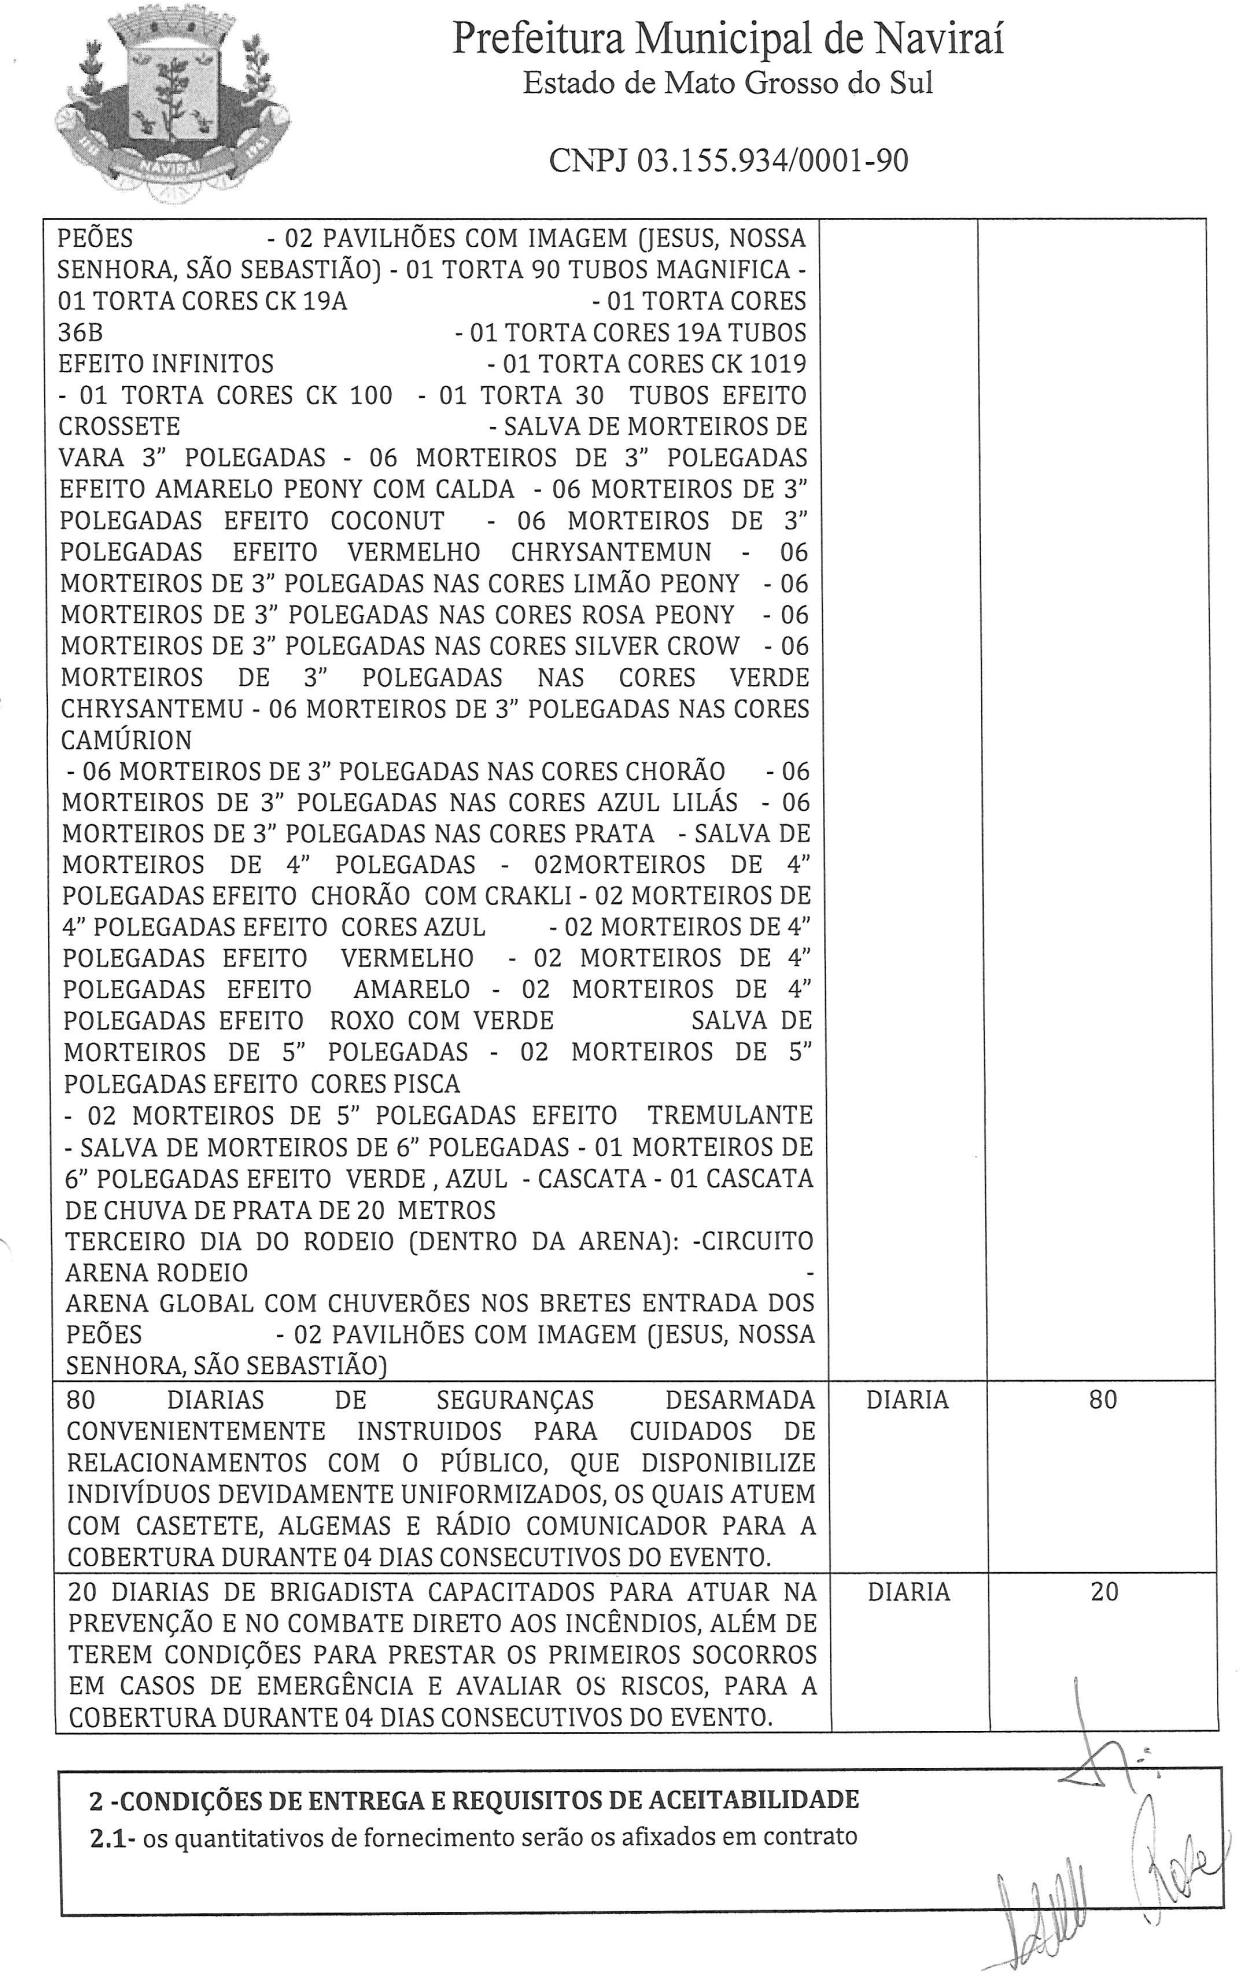 Prefeitura Municipal de Naviraí
Estado de Mato Grosso do Sul
CNPJ 03.155.934/0001-90
NAVIRAÍ
1963
PEÕES - 02 PAVILHÕES COM IMAGEM (JESUS, NOSSA
SENHORA, SÃO SEBASTIÃO) - 01 TORTA 90 TUBOS MAGNIFICA -
01 TORTA CORES CK 19A - 01 TORTA CORES
36B - 01 TORTA CORES 19A TUBOS
EFEITO INFINITOS - 01 TORTA CORES CK 1019
- 01 TORTA CORES CK 100 - 01 TORTA 30 TUBOS EFEITO
CROSSETE - SALVA DE MORTEIROS DE
VARA 3” POLEGADAS - 06 MORTEIROS DE 3” POLEGADAS
EFEITO AMARELO PEONY COM CALDA - 06 MORTEIROS DE 3”
POLEGADAS EFEITO COCONUT - 06 MORTEIROS DE 3”
POLEGADAS EFEITO VERMELHO CHRYSANTEMUN - 06
MORTEIROS DE 3” POLEGADAS NAS CORES LIMÃO PEONY - 06
MORTEIROS DE 3” POLEGADAS NAS CORES ROSA PEONY - 06
MORTEIROS DE 3” POLEGADAS NAS CORES SILVER CROW - 06
MORTEIROS DE 3” POLEGADAS NAS CORES VERDE
CHRYSANTEMU - 06 MORTEIROS DE 3” POLEGADAS NAS CORES
CAMÚRION
- 06 MORTEIROS DE 3” POLEGADAS NAS CORES CHORÃO - 06
MORTEIROS DE 3” POLEGADAS NAS CORES AZUL LILÁS - 06
MORTEIROS DE 3” POLEGADAS NAS CORES PRATA - SALVA DE
MORTEIROS DE 4” POLEGADAS - 02MORTEIROS DE 4”
POLEGADAS EFEITO CHORÃO COM CRAKLI - 02 MORTEIROS DE
4” POLEGADAS EFEITO CORES AZUL - 02 MORTEIROS DE 4”
POLEGADAS EFEITO VERMELHO - 02 MORTEIROS DE 4”
POLEGADAS EFEITO AMARELO - 02 MORTEIROS DE 4”
POLEGADAS EFEITO ROXO COM VERDE SALVA DE
MORTEIROS DE 5” POLEGADAS - 02 MORTEIROS DE 5”
POLEGADAS EFEITO CORES PISCA
- 02 MORTEIROS DE 5” POLEGADAS EFEITO TREMULANTE
- SALVA DE MORTEIROS DE 6” POLEGADAS - 01 MORTEIROS DE
6” POLEGADAS EFEITO VERDE , AZUL - CASCATA - 01 CASCATA
DE CHUVA DE PRATA DE 20 METROS
TERCEIRO DIA DO RODEIO (DENTRO DA ARENA): -CIRCUITO
ARENA RODEIO -
ARENA GLOBAL COM CHUVERÕES NOS BRETES ENTRADA DOS
PEÕES - 02 PAVILHÕES COM IMAGEM (JESUS, NOSSA
SENHORA, SÃO SEBASTIÃO)
80 DIARIAS DE SEGURANÇAS DESARMADA DIARIA 80
CONVENIENTEMENTE INSTRUIDOS PARA CUIDADOS DE
RELACIONAMENTOS COM O PÚBLICO, QUE DISPONIBILIZE
INDIVÍDUOS DEVIDAMENTE UNIFORMIZADOS, OS QUAIS ATUEM
COM CASETETE, ALGEMAS E RÁDIO COMUNICADOR PARA A
COBERTURA DURANTE 04 DIAS CONSECUTIVOS DO EVENTO.
20 DIARIAS DE BRIGADISTA CAPACITADOS PARA ATUAR NA DIARIA 20
PREVENÇÃO E NO COMBATE DIRETO AOS INCÊNDIOS, ALÉM DE
TEREM CONDIÇÕES PARA PRESTAR OS PRIMEIROS SOCORROS
EM CASOS DE EMERGÊNCIA E AVALIAR OS RISCOS, PARA A
COBERTURA DURANTE 04 DIAS CONSECUTIVOS DO EVENTO.
2 -CONDIÇÕES DE ENTREGA E REQUISITOS DE ACEITABILIDADE
2.1- os quantitativos de fornecimento serão os afixados em contrato
Rose